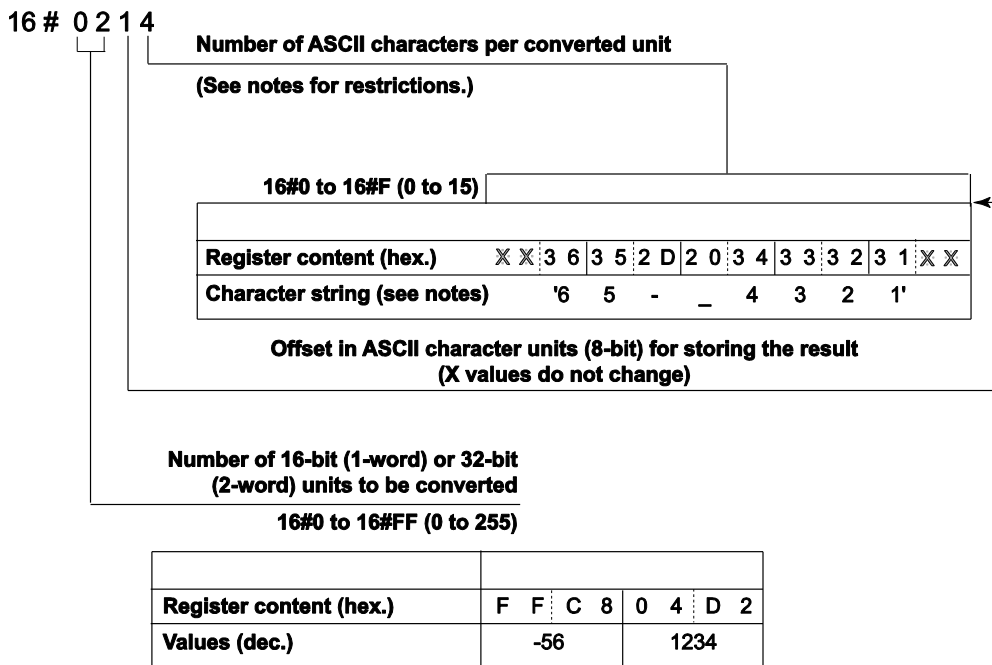 16 # 0 2 1 4
Number of ASCII characters per converted unit
(See notes for restrictions.)
16#0 to 16#F (0 to 15)
Register content (hex.) X X 3 6 3 5 2 D 2 0 3 4 3 3 3 2 3 1 X X
Character string (see notes) '6 5 - _ 4 3 2 1'
Offset in ASCII character units (8-bit) for storing the result
(X values do not change)
Number of 16-bit (1-word) or 32-bit
(2-word) units to be converted
16#0 to 16#FF (0 to 255)
Register content (hex.) F F C 8 0 4 D 2
Values (dec.) -56 1234